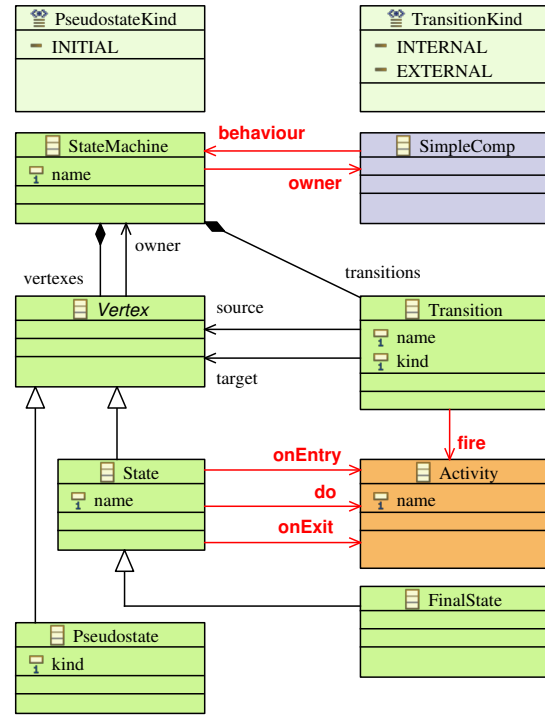 PseudostateKind
INITIAL
TransitionKind
INTERNAL
EXTERNAL
StateMachine
name
behaviour
owner
SimpleComp
owner
vertexes
transitions
Vertex
source
target
Transition
name
kind
fire
State
name
onEntry
do
onExit
Activity
name
FinalState
Pseudostate
kind